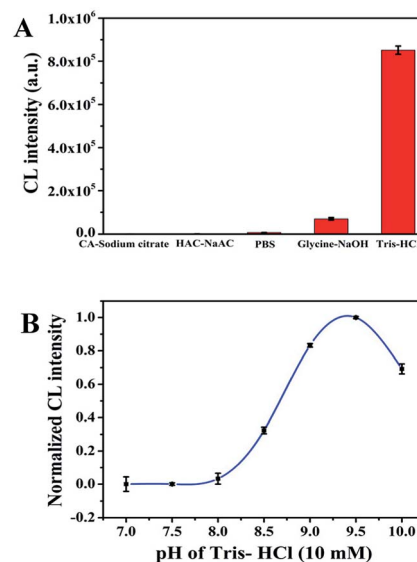 A
CL intensity (a.u.)
1.0x10⁶
8.0x10⁵
6.0x10⁵
4.0x10⁵
2.0x10⁵
0.0
CA-Sodium citrate HAC-NaAC PBS Glycine-NaOH Tris-HC
B
Normalized CL intensity
1.0
0.8
0.6
0.4
0.2
0.0
-0.2
7.0 7.5 8.0 8.5 9.0 9.5 10.0
pH of Tris- HCl (10 mM)